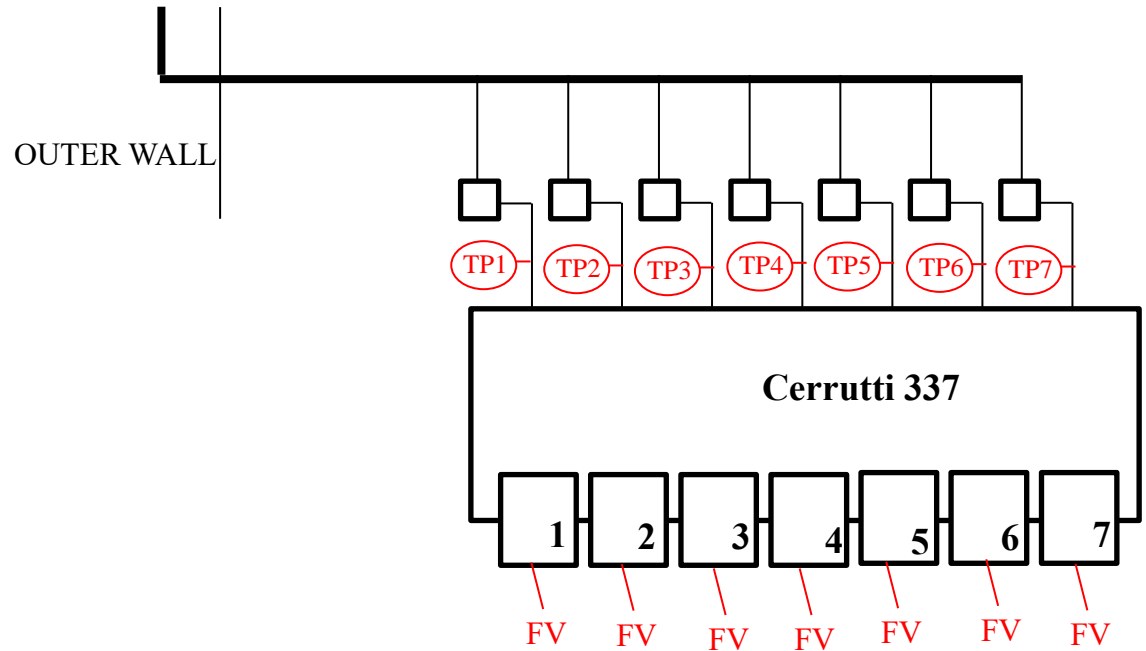 OUTER WALL
TP1 TP2 TP3 TP4 TP5 TP6 TP7
Cerrutti 337
1 2 3 4 5 6 7
FV FV FV FV FV FV FV